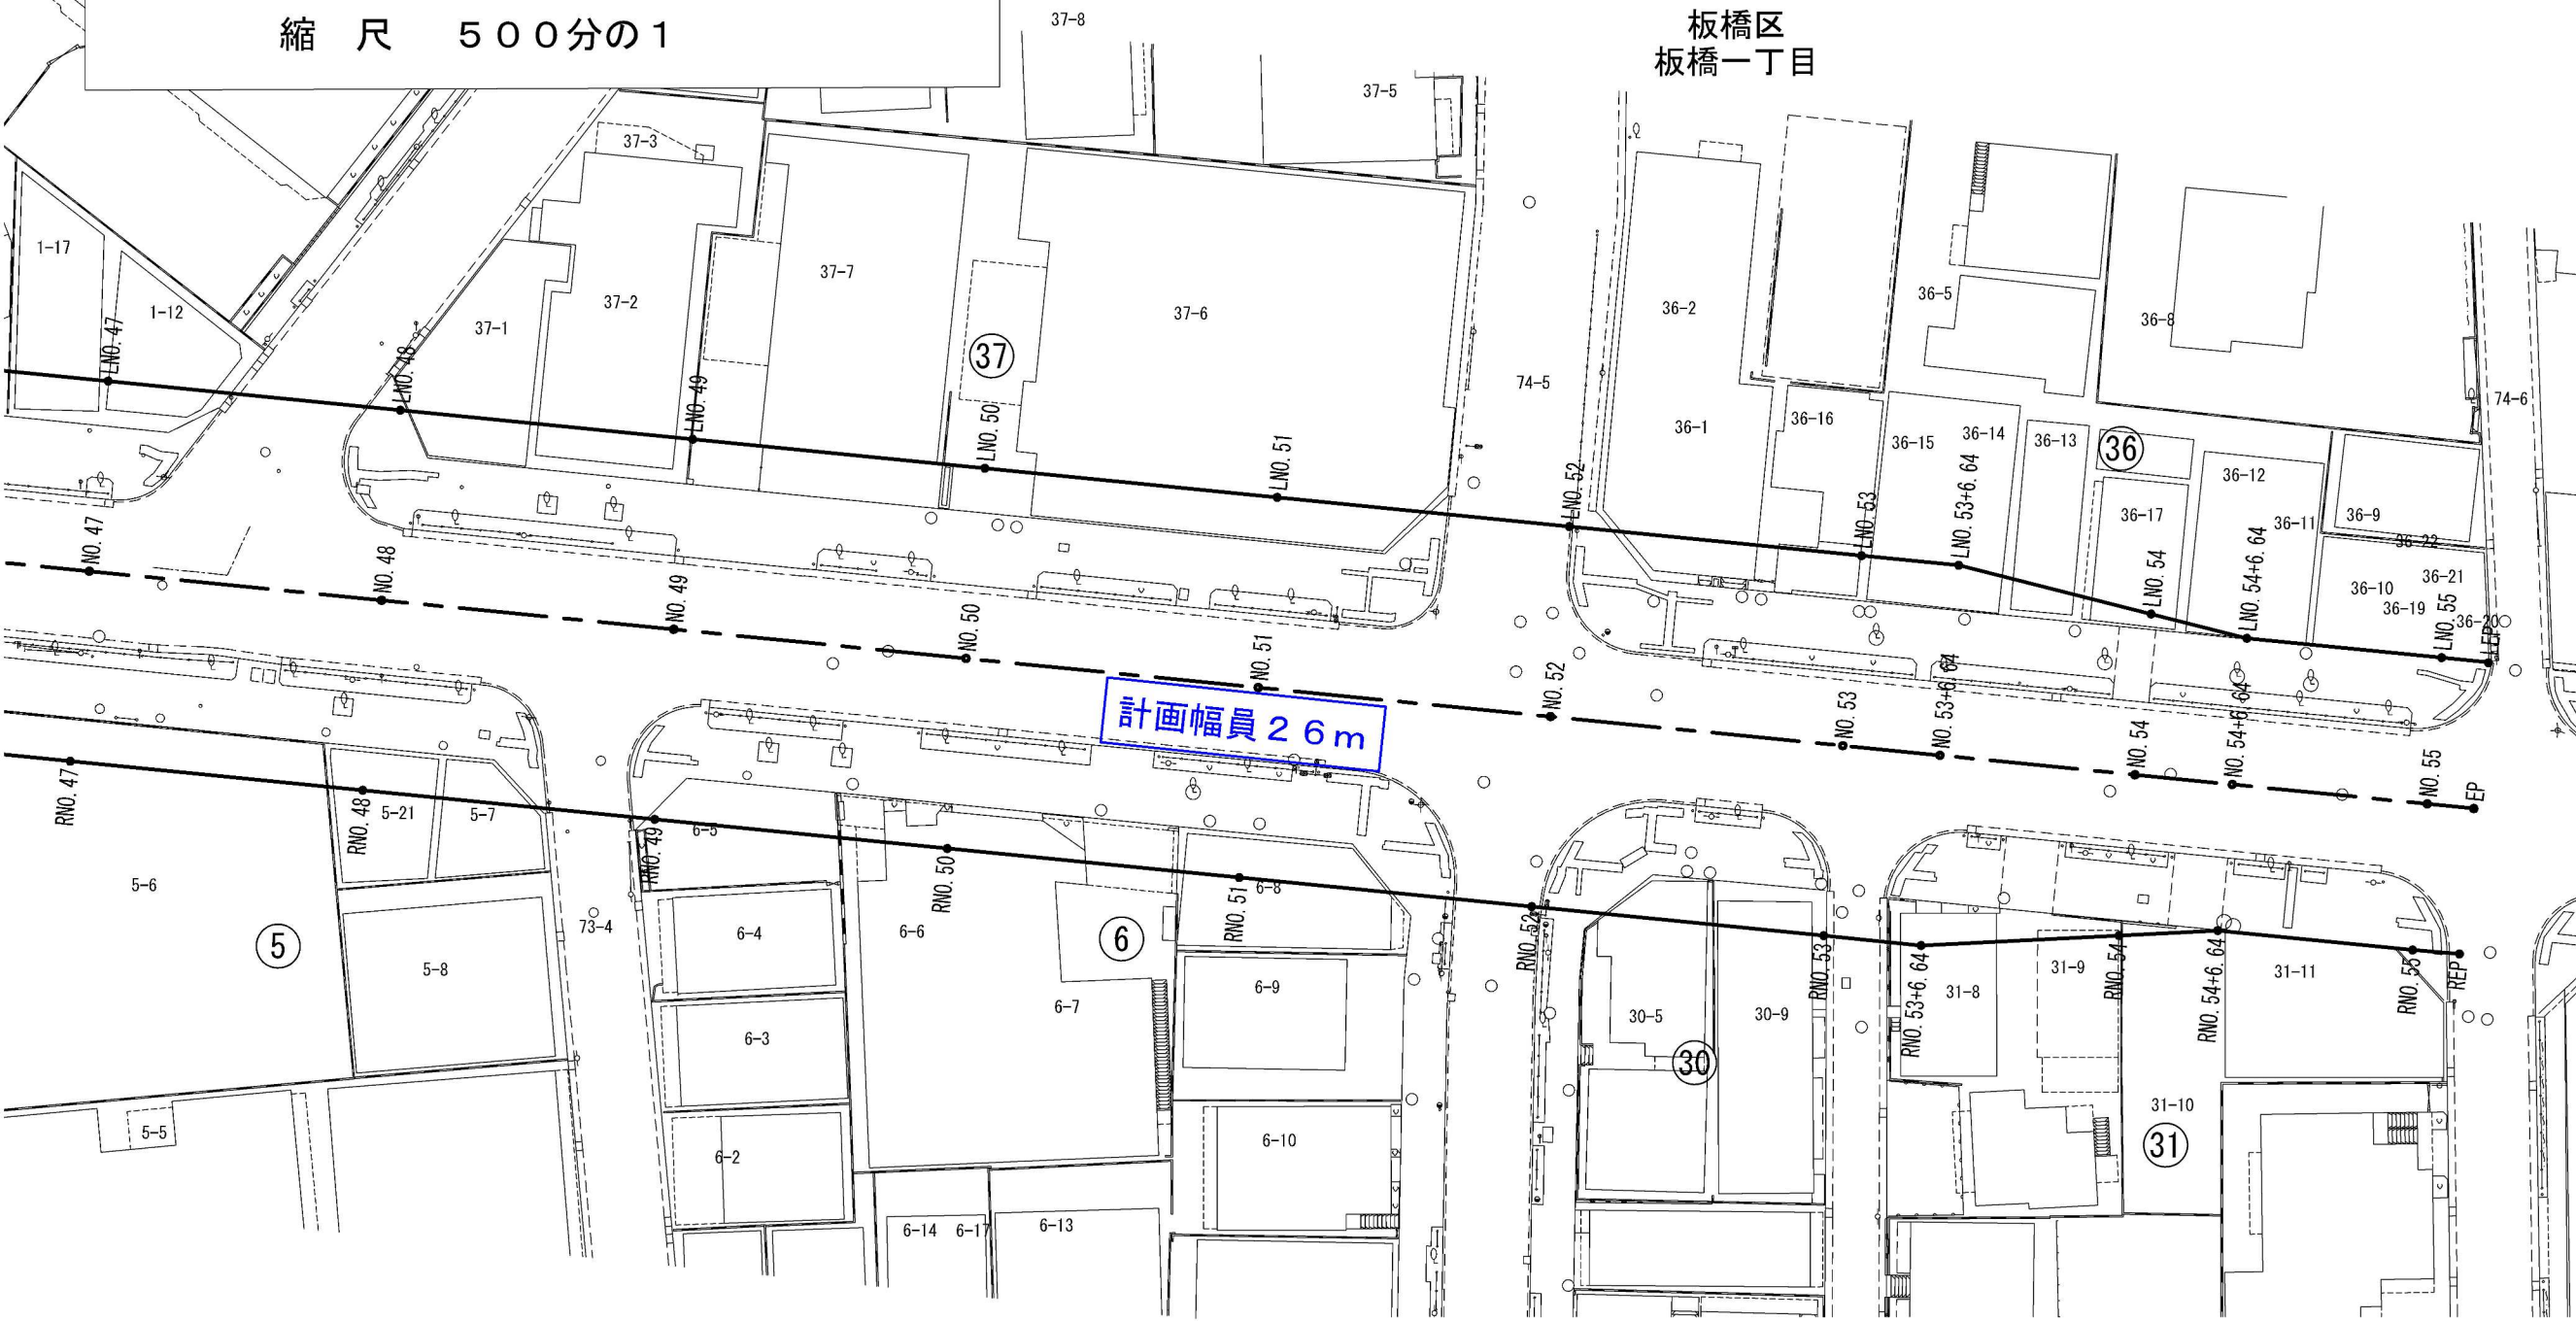 縮 尺 ５００分の１
板橋区
板橋一丁目
37-8
37-5
37-3
1-17
1-12
37-1
37-2
37-7
37-6
37
74-5
36-2
36-1
36-16
36-15
36-14
36-13
36
36-5
36-8
36-12
36-17
36-11
36-9
36-22
36-21
36-10
36-19
36-20
74-6
LNO. 47
LNO. 48
LNO. 49
LNO. 50
LNO. 51
LNO. 52
LNO. 53
LNO. 53+6. 64
LNO. 54
LNO. 54+6. 64
LNO. 55
LEP
NO. 47
NO. 48
NO. 49
NO. 50
NO. 51
NO. 52
NO. 53
NO. 53+6. 64
NO. 54
NO. 54+6. 64
NO. 55
EP
計画幅員２６ｍ
RNO. 47
RNO. 48
RNO. 49
RNO. 50
RNO. 51
RNO. 52
RNO. 53
RNO. 53+6. 64
RNO. 54
RNO. 54+6. 64
RNO. 55
REP
5-21
5-7
5-6
5
5-8
5-5
73-4
6-5
6-4
6-3
6-2
6-6
6
6-7
6-8
6-9
6-10
6-14
6-17
6-13
30-5
30-9
30
31-8
31-9
31-11
31-10
31